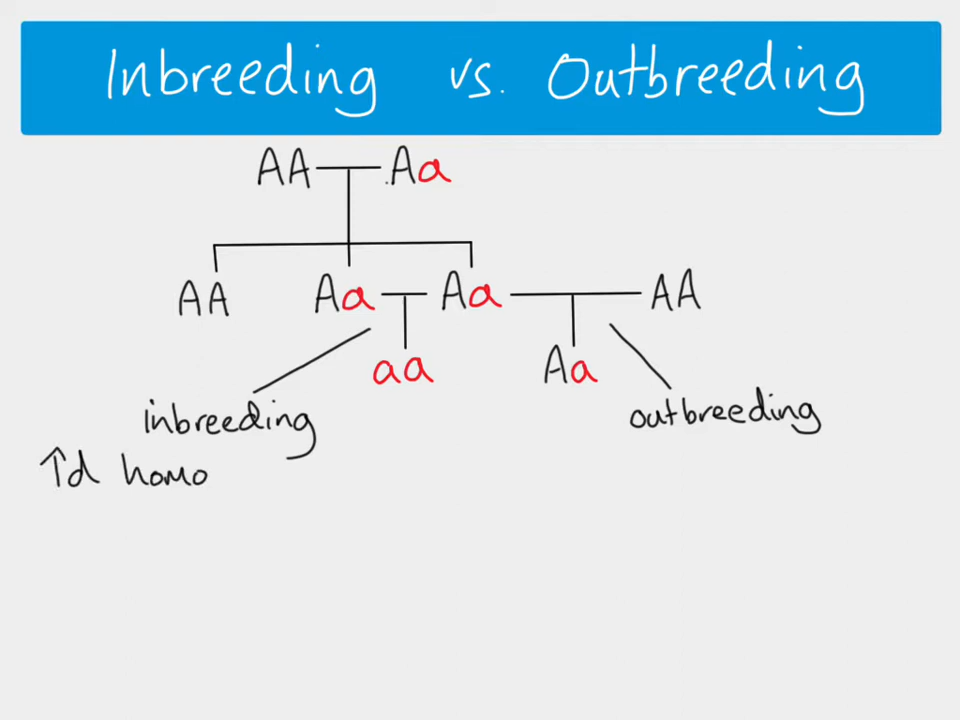 Inbreeding vs. Outbreeding
AA Aa
AA Aa Aa AA
aa Aa
inbreeding outbreeding
↑d homo